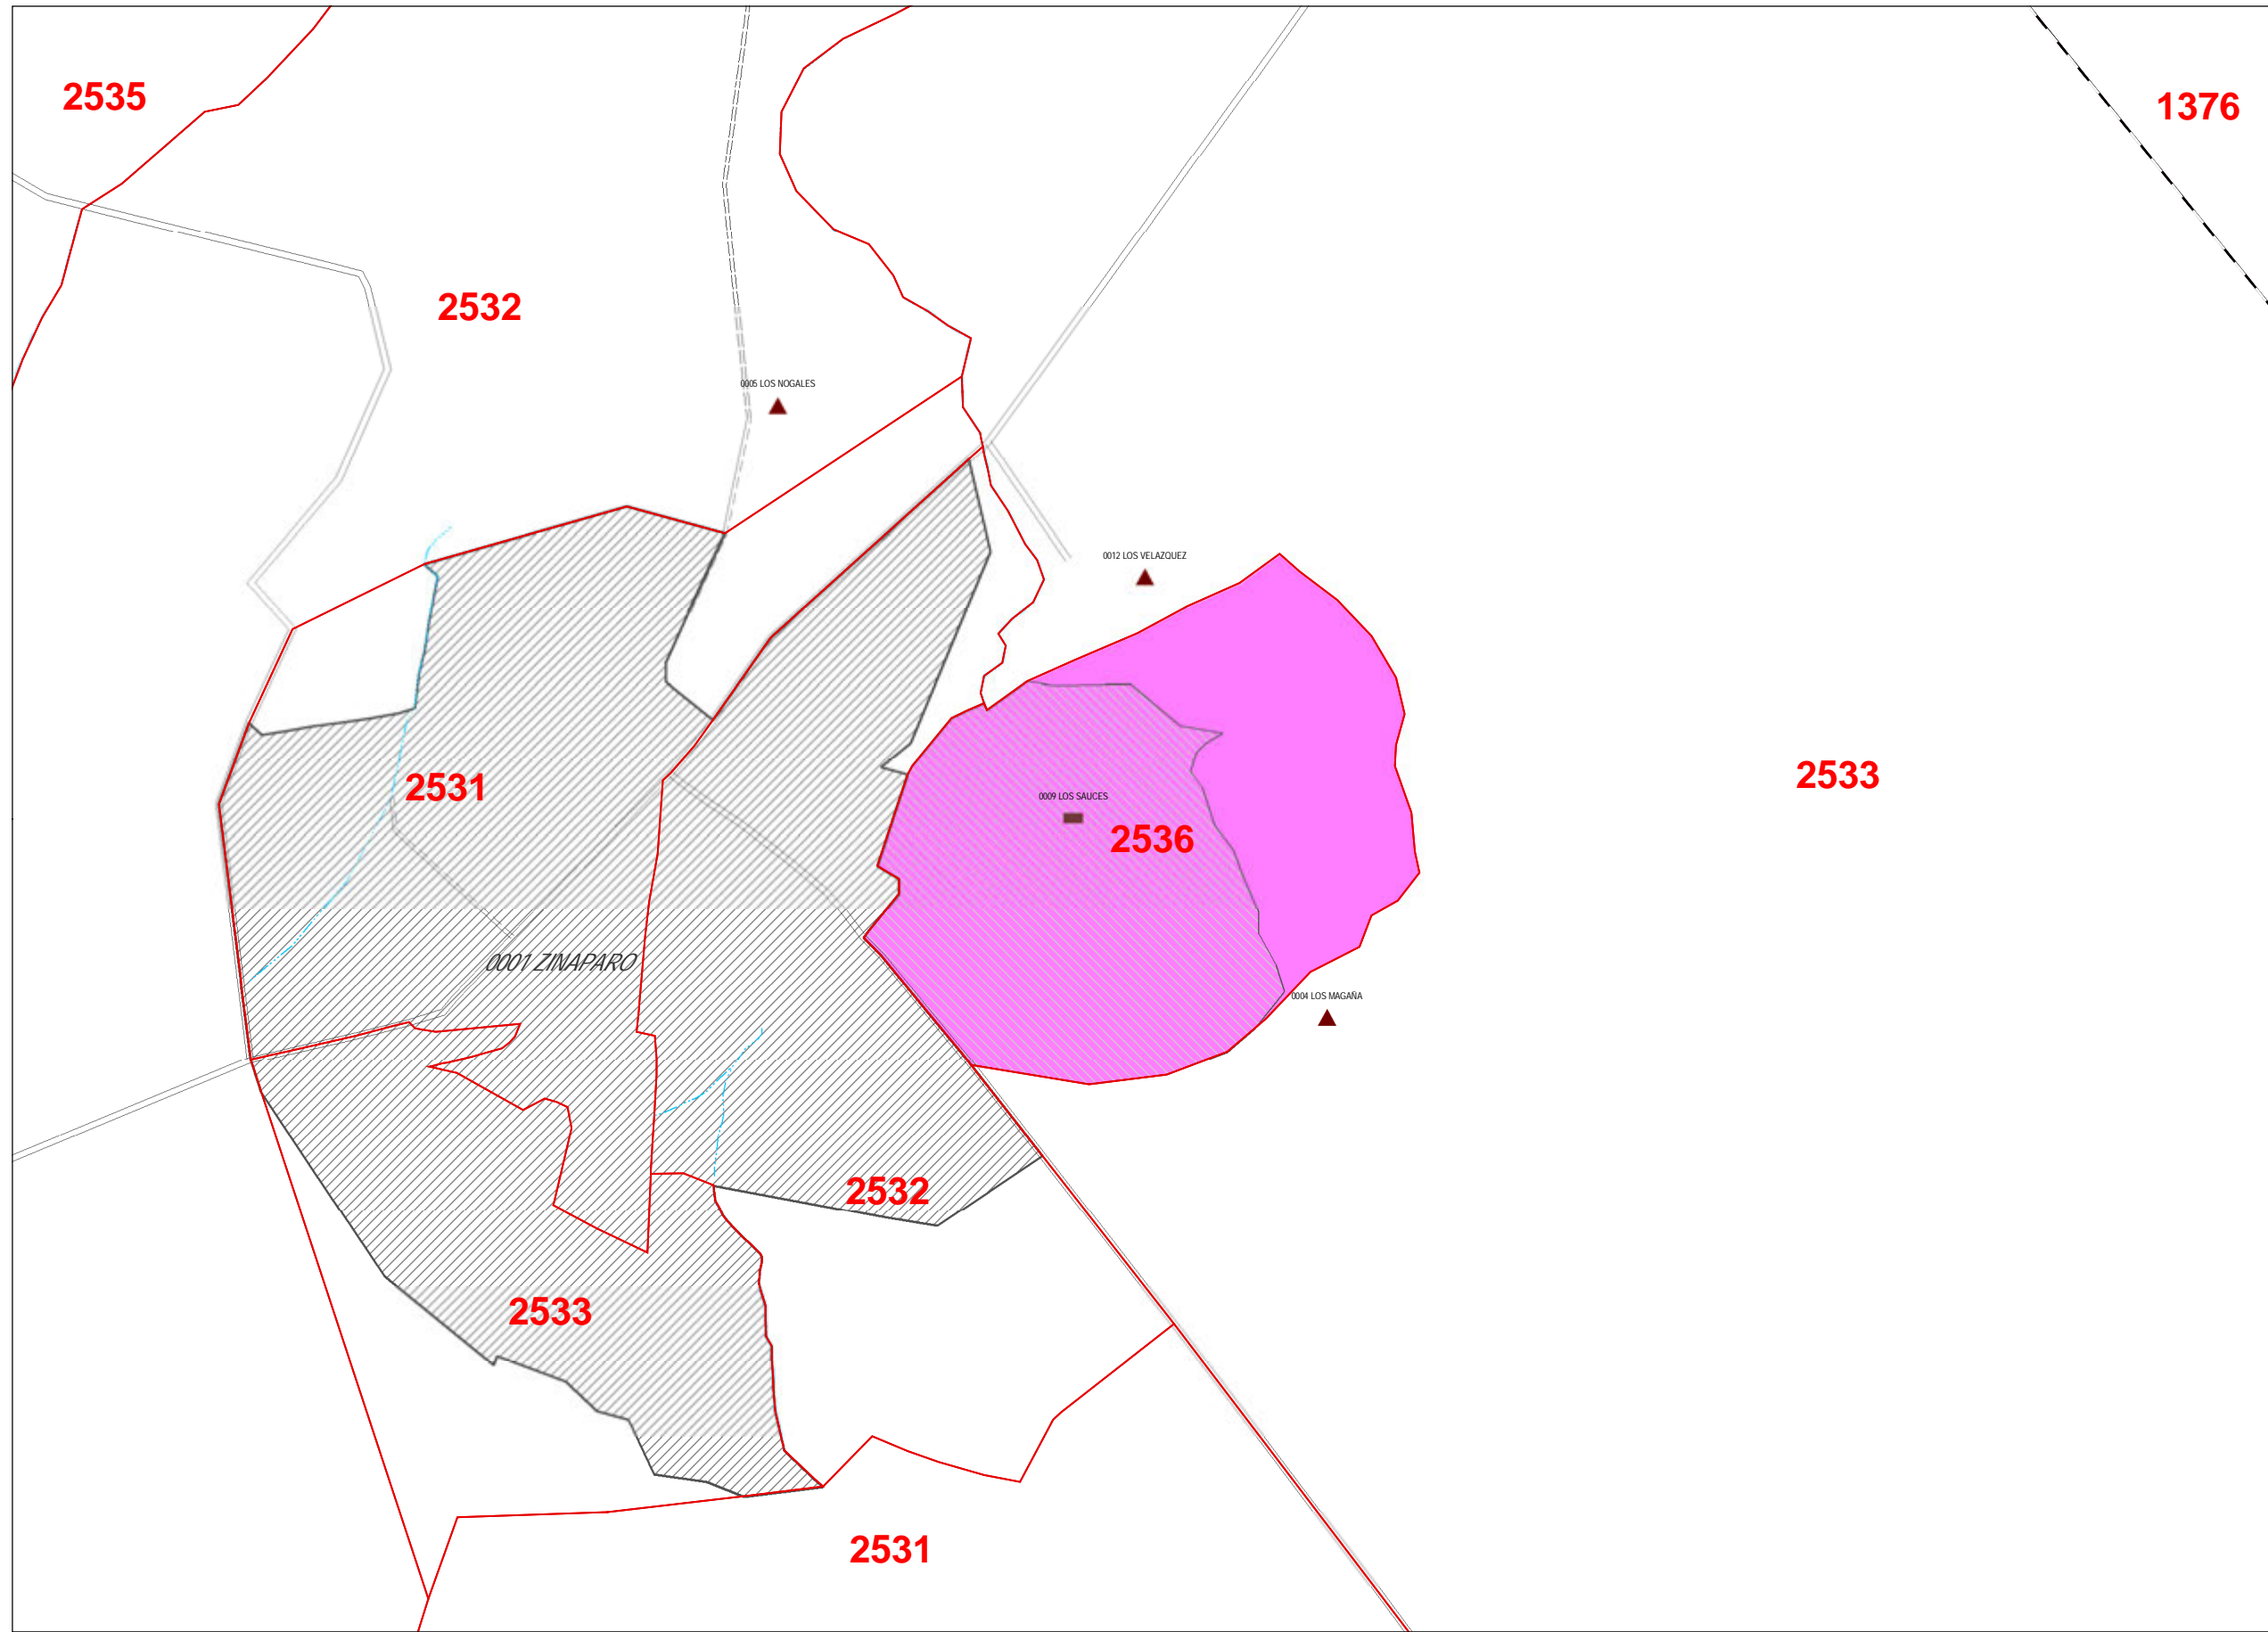 2535
1376
2532
0005 LOS NOGALES
0012 LOS VELAZQUEZ
2533
2531
0009 LOS SAUCES
2536
0001 ZINAPARO
0004 LOS MAGAÑA
2532
2533
2531